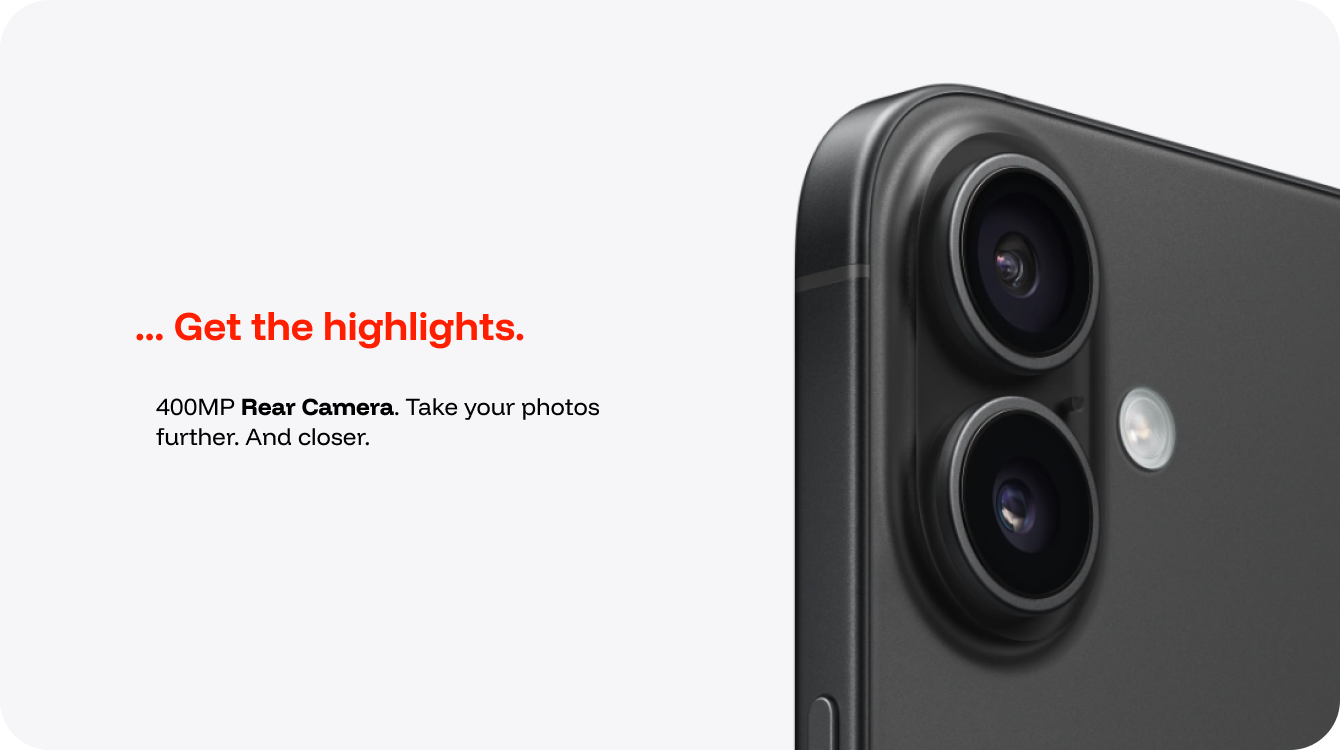 ... Get the highlights.
400MP Rear Camera. Take your photos
further. And closer.